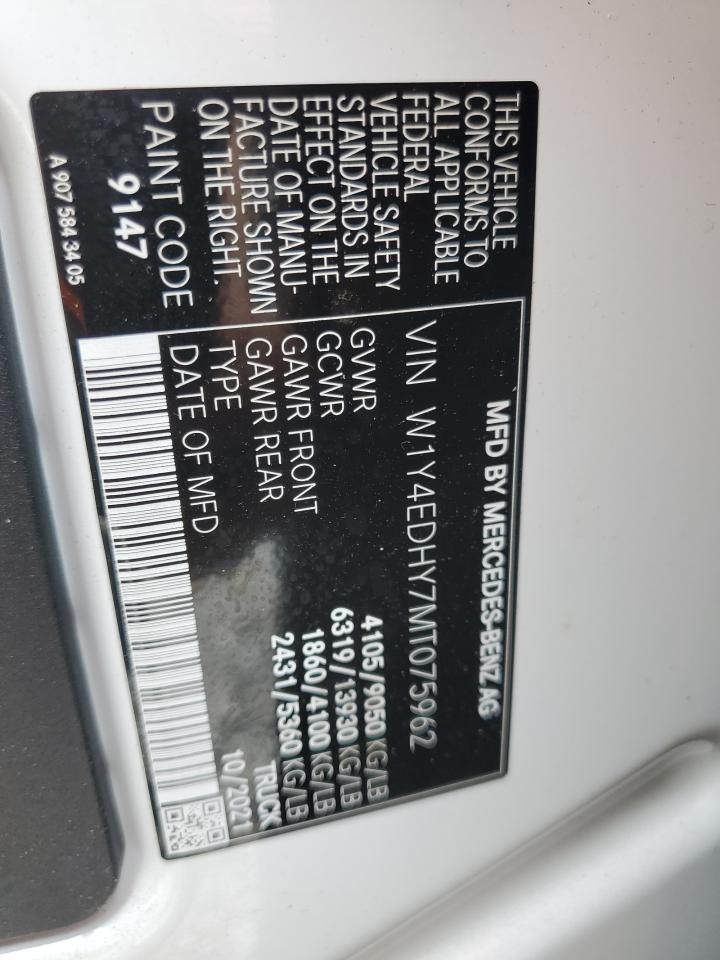 THIS VEHICLE
CONFORMS TO
ALL APPLICABLE
FEDERAL
VEHICLE SAFETY
STANDARDS IN
EFFECT ON THE
DATE OF MANU-
FACTURE SHOWN
ON THE RIGHT.
PAINT CODE
9147
A 907 584 34 05
MFD BY MERCEDES-BENZ AG
VIN W1Y4EDHY7MT075962
GVWR 4105/9050 KG/LB
GCWR 6319/13930 KG/LB
GAWR FRONT 1860/4100 KG/LB
GAWR REAR 2431/5360 KG/LB
TYPE TRUCK
DATE OF MFD 10/2021